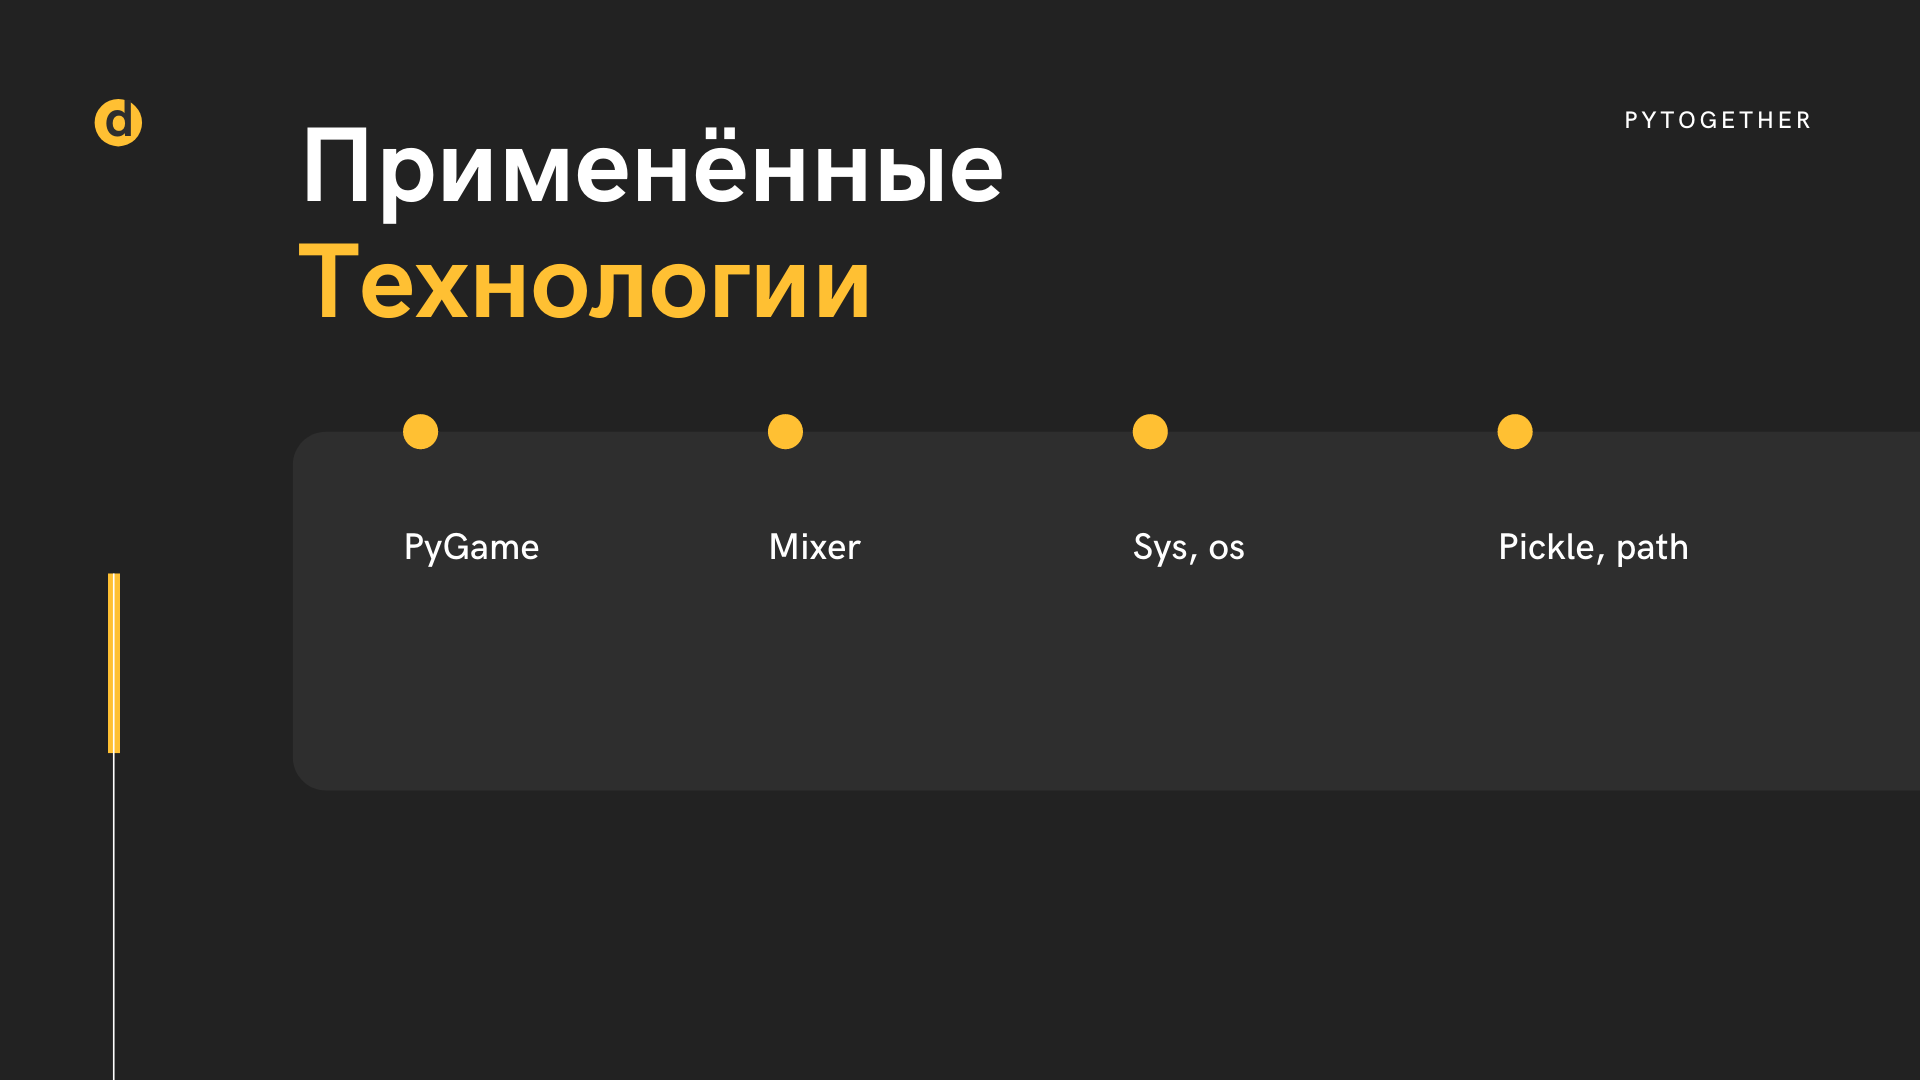 d
PYTOGETHER
Применённые
Технологии
PyGame
Mixer
Sys, os
Pickle, path